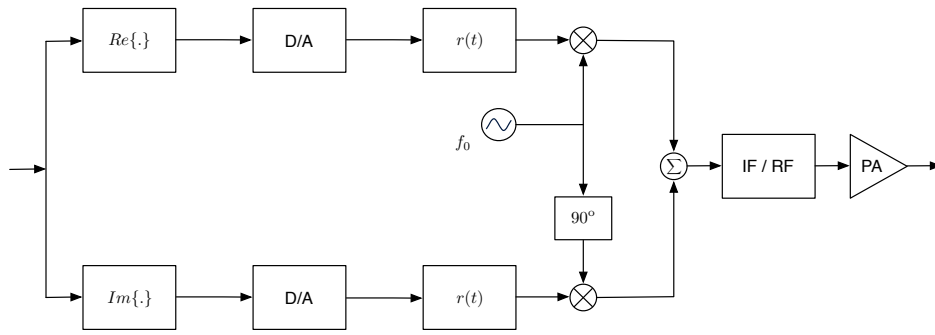 Re{.}
D/A
r(t)
f0
IF / RF
PA
Σ
90°
Im{.}
D/A
r(t)